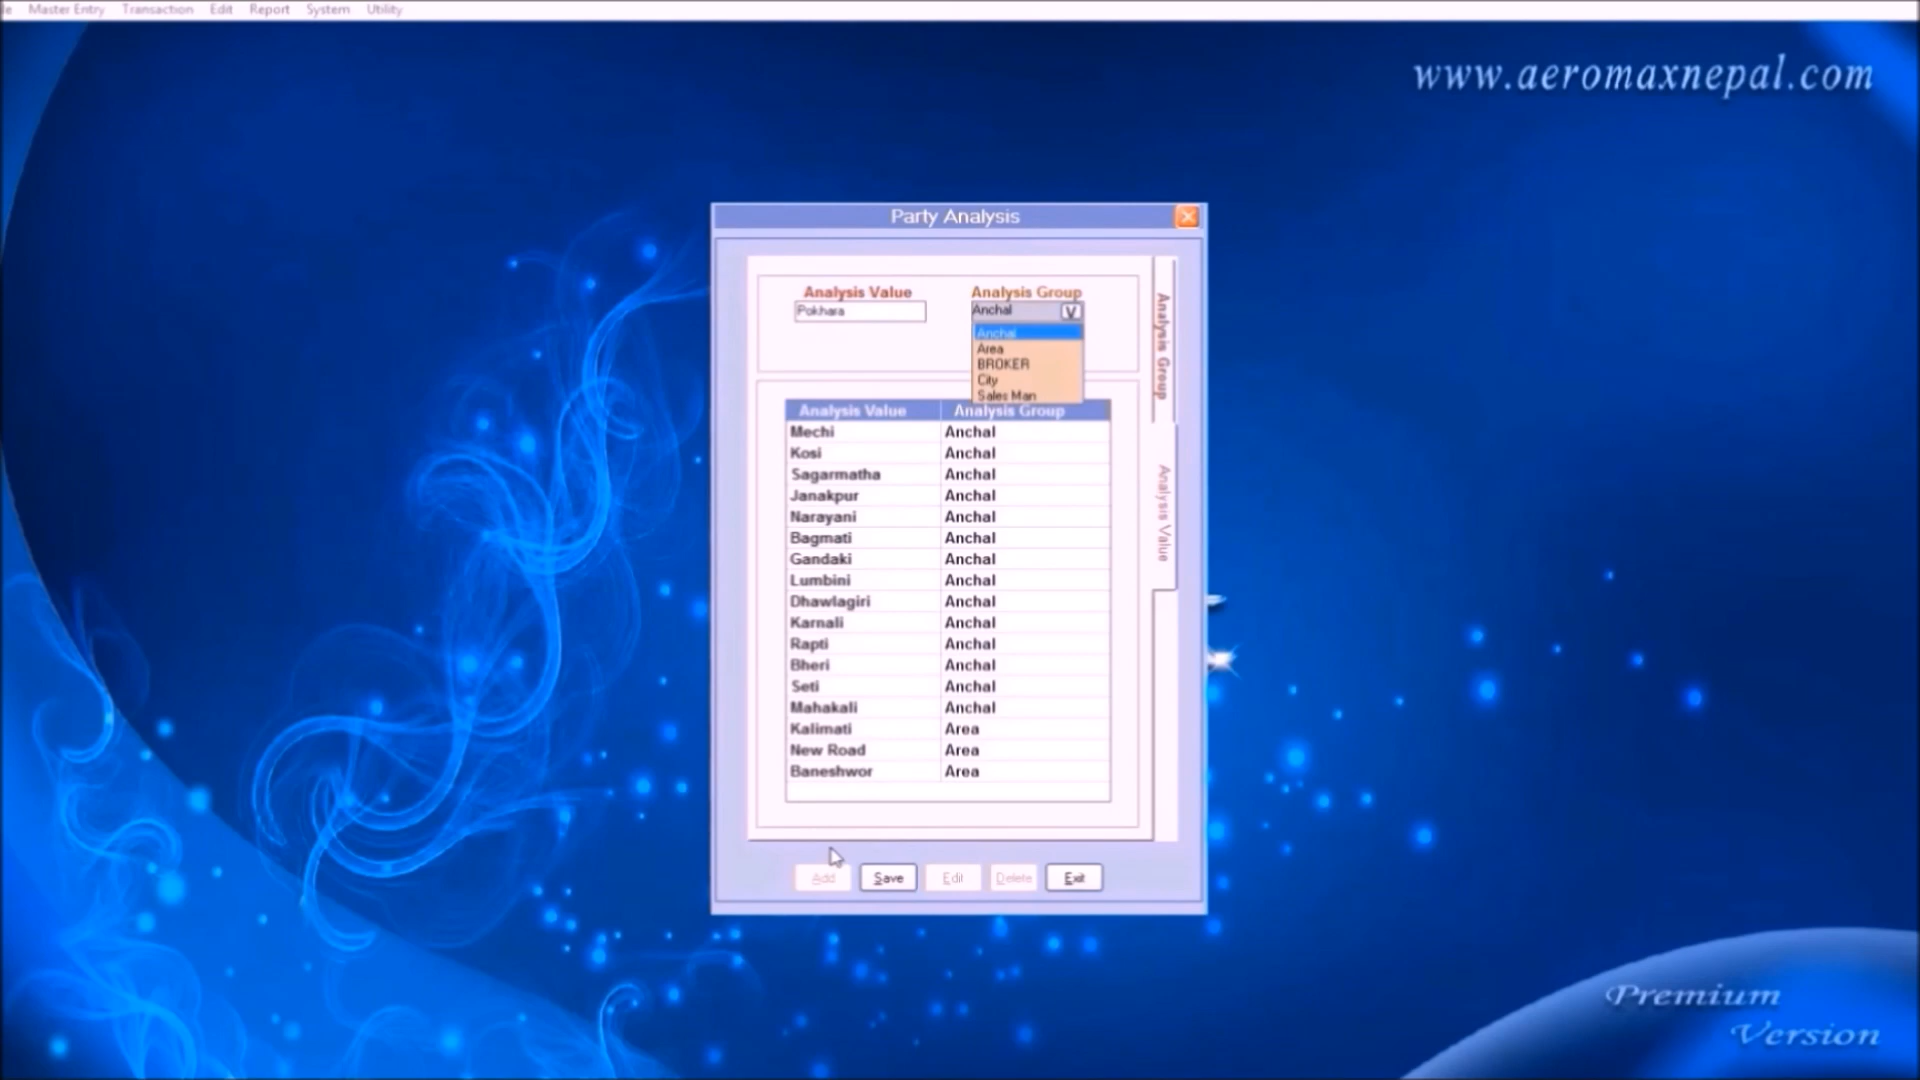 Master Entry Transaction Edit Report System Utility
www.aeromaxnepal.com
Party Analysis
Analysis Value Analysis Group
Pokhara Anchal
Anchal
Area
BROKER
City
Sales Man
Analysis Group
Analysis Value
Analysis Value Analysis Group
Mechi Anchal
Kosi Anchal
Sagarmatha Anchal
Janakpur Anchal
Narayani Anchal
Bagmati Anchal
Gandaki Anchal
Lumbini Anchal
Dhawlagiri Anchal
Karnali Anchal
Rapti Anchal
Bheri Anchal
Seti Anchal
Mahakali Anchal
Kalimati Area
New Road Area
Baneshwor Area
Add Save Edit Delete Exit
Premium
Version